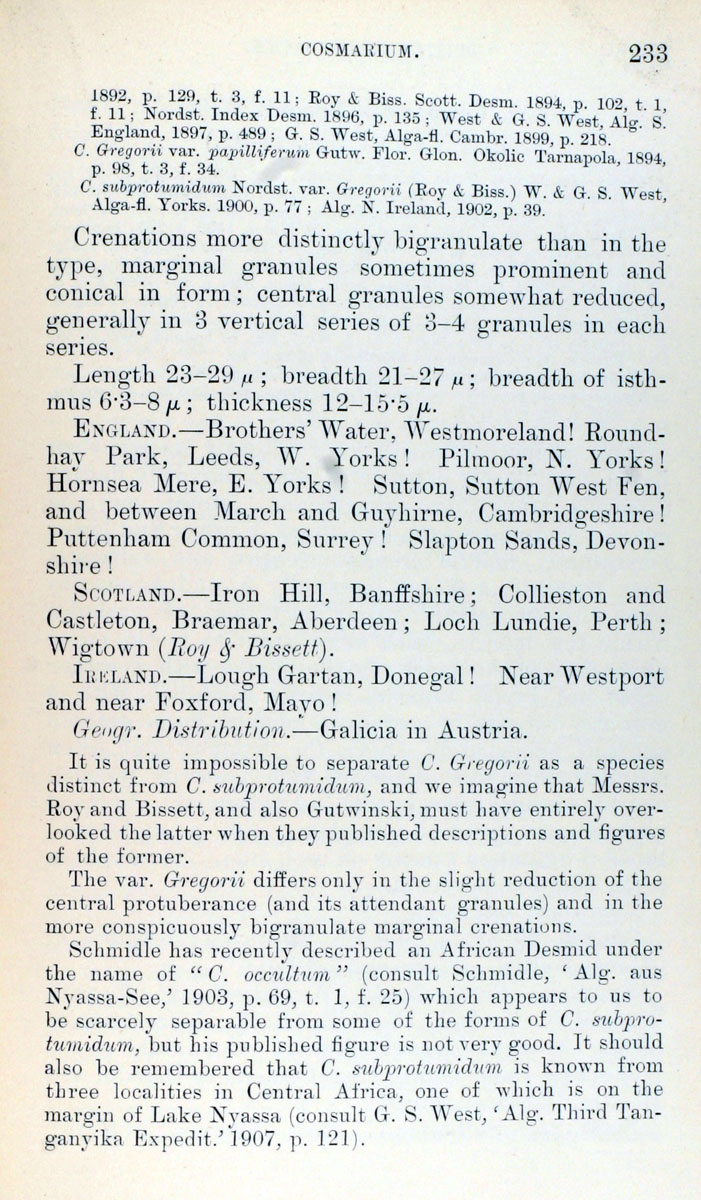 COSMARIUM. 233
1892, p. 129, t. 3, f. 11; Roy & Biss. Scott. Desm. 1894, p. 102, t. 1,
f. 11; Nordst. Index Desm. 1896, p. 135; West & G. S. West, Alg. S.
England, 1897, p. 489; G. S. West, Alga-fl. Cambr. 1899, p. 218.
C. Gregorii var. papilliferum Gutw. Flor. Glon. Okolic Tarnapola, 1894,
p. 98, t. 3, f. 34.
C. subprotumidum Nordst. var. Gregorii (Roy & Biss.) W. & G. S. West,
Alga-fl. Yorks. 1900, p. 77; Alg. N. Ireland, 1902, p. 39.
Crenations more distinctly bigranulate than in the
type, marginal granules sometimes prominent and
conical in form; central granules somewhat reduced,
generally in 3 vertical series of 3–4 granules in each
series.
Length 23–29 μ; breadth 21–27 μ; breadth of isth-
mus 6·3–8 μ; thickness 12–15·5 μ.
ENGLAND.—Brothers' Water, Westmoreland! Round-
hay Park, Leeds, W. Yorks! Pilmoor, N. Yorks!
Hornsea Mere, E. Yorks! Sutton, Sutton West Fen,
and between March and Guyhirne, Cambridgeshire!
Puttenham Common, Surrey! Slapton Sands, Devon-
shire!
SCOTLAND.—Iron Hill, Banffshire; Collieston and
Castleton, Braemar, Aberdeen; Loch Lundie, Perth;
Wigtown (Roy & Bissett).
IRELAND.—Lough Gartan, Donegal! Near Westport
and near Foxford, Mayo!
Geogr. Distribution.—Galicia in Austria.
It is quite impossible to separate C. Gregorii as a species
distinct from C. subprotumidum, and we imagine that Messrs.
Roy and Bissett, and also Gutwinski, must have entirely over-
looked the latter when they published descriptions and figures
of the former.
The var. Gregorii differs only in the slight reduction of the
central protuberance (and its attendant granules) and in the
more conspicuously bigranulate marginal crenations.
Schmidle has recently described an African Desmid under
the name of "C. occultum" (consult Schmidle, 'Alg. aus
Nyassa-See,' 1903, p. 69, t. 1, f. 25) which appears to us to
be scarcely separable from some of the forms of C. subpro-
tumidum, but his published figure is not very good. It should
also be remembered that C. subprotumidum is known from
three localities in Central Africa, one of which is on the
margin of Lake Nyassa (consult G. S. West, 'Alg. Third Tan-
ganyika Expedit.' 1907, p. 121).